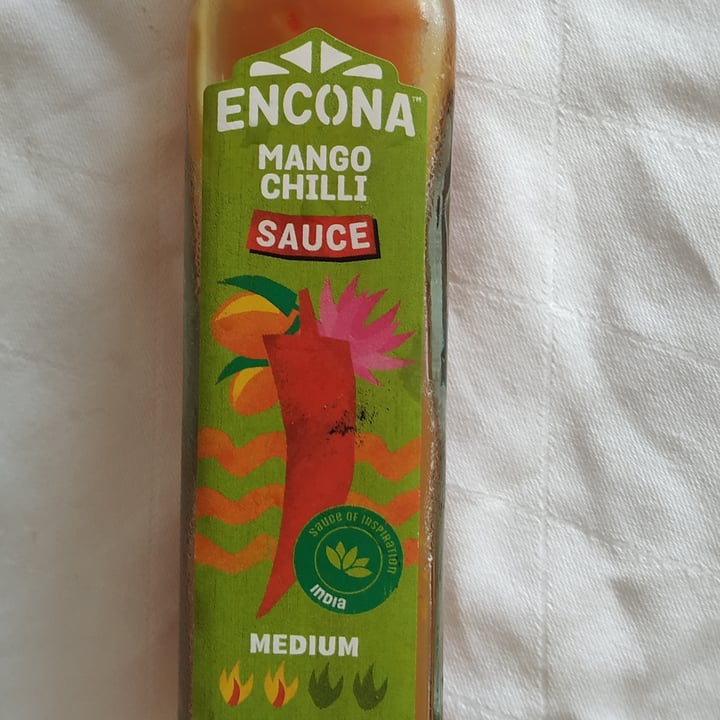 ENCONA™
MANGO
CHILLI
SAUCE
SAUCE OF INSPIRATION
INDIA
MEDIUM